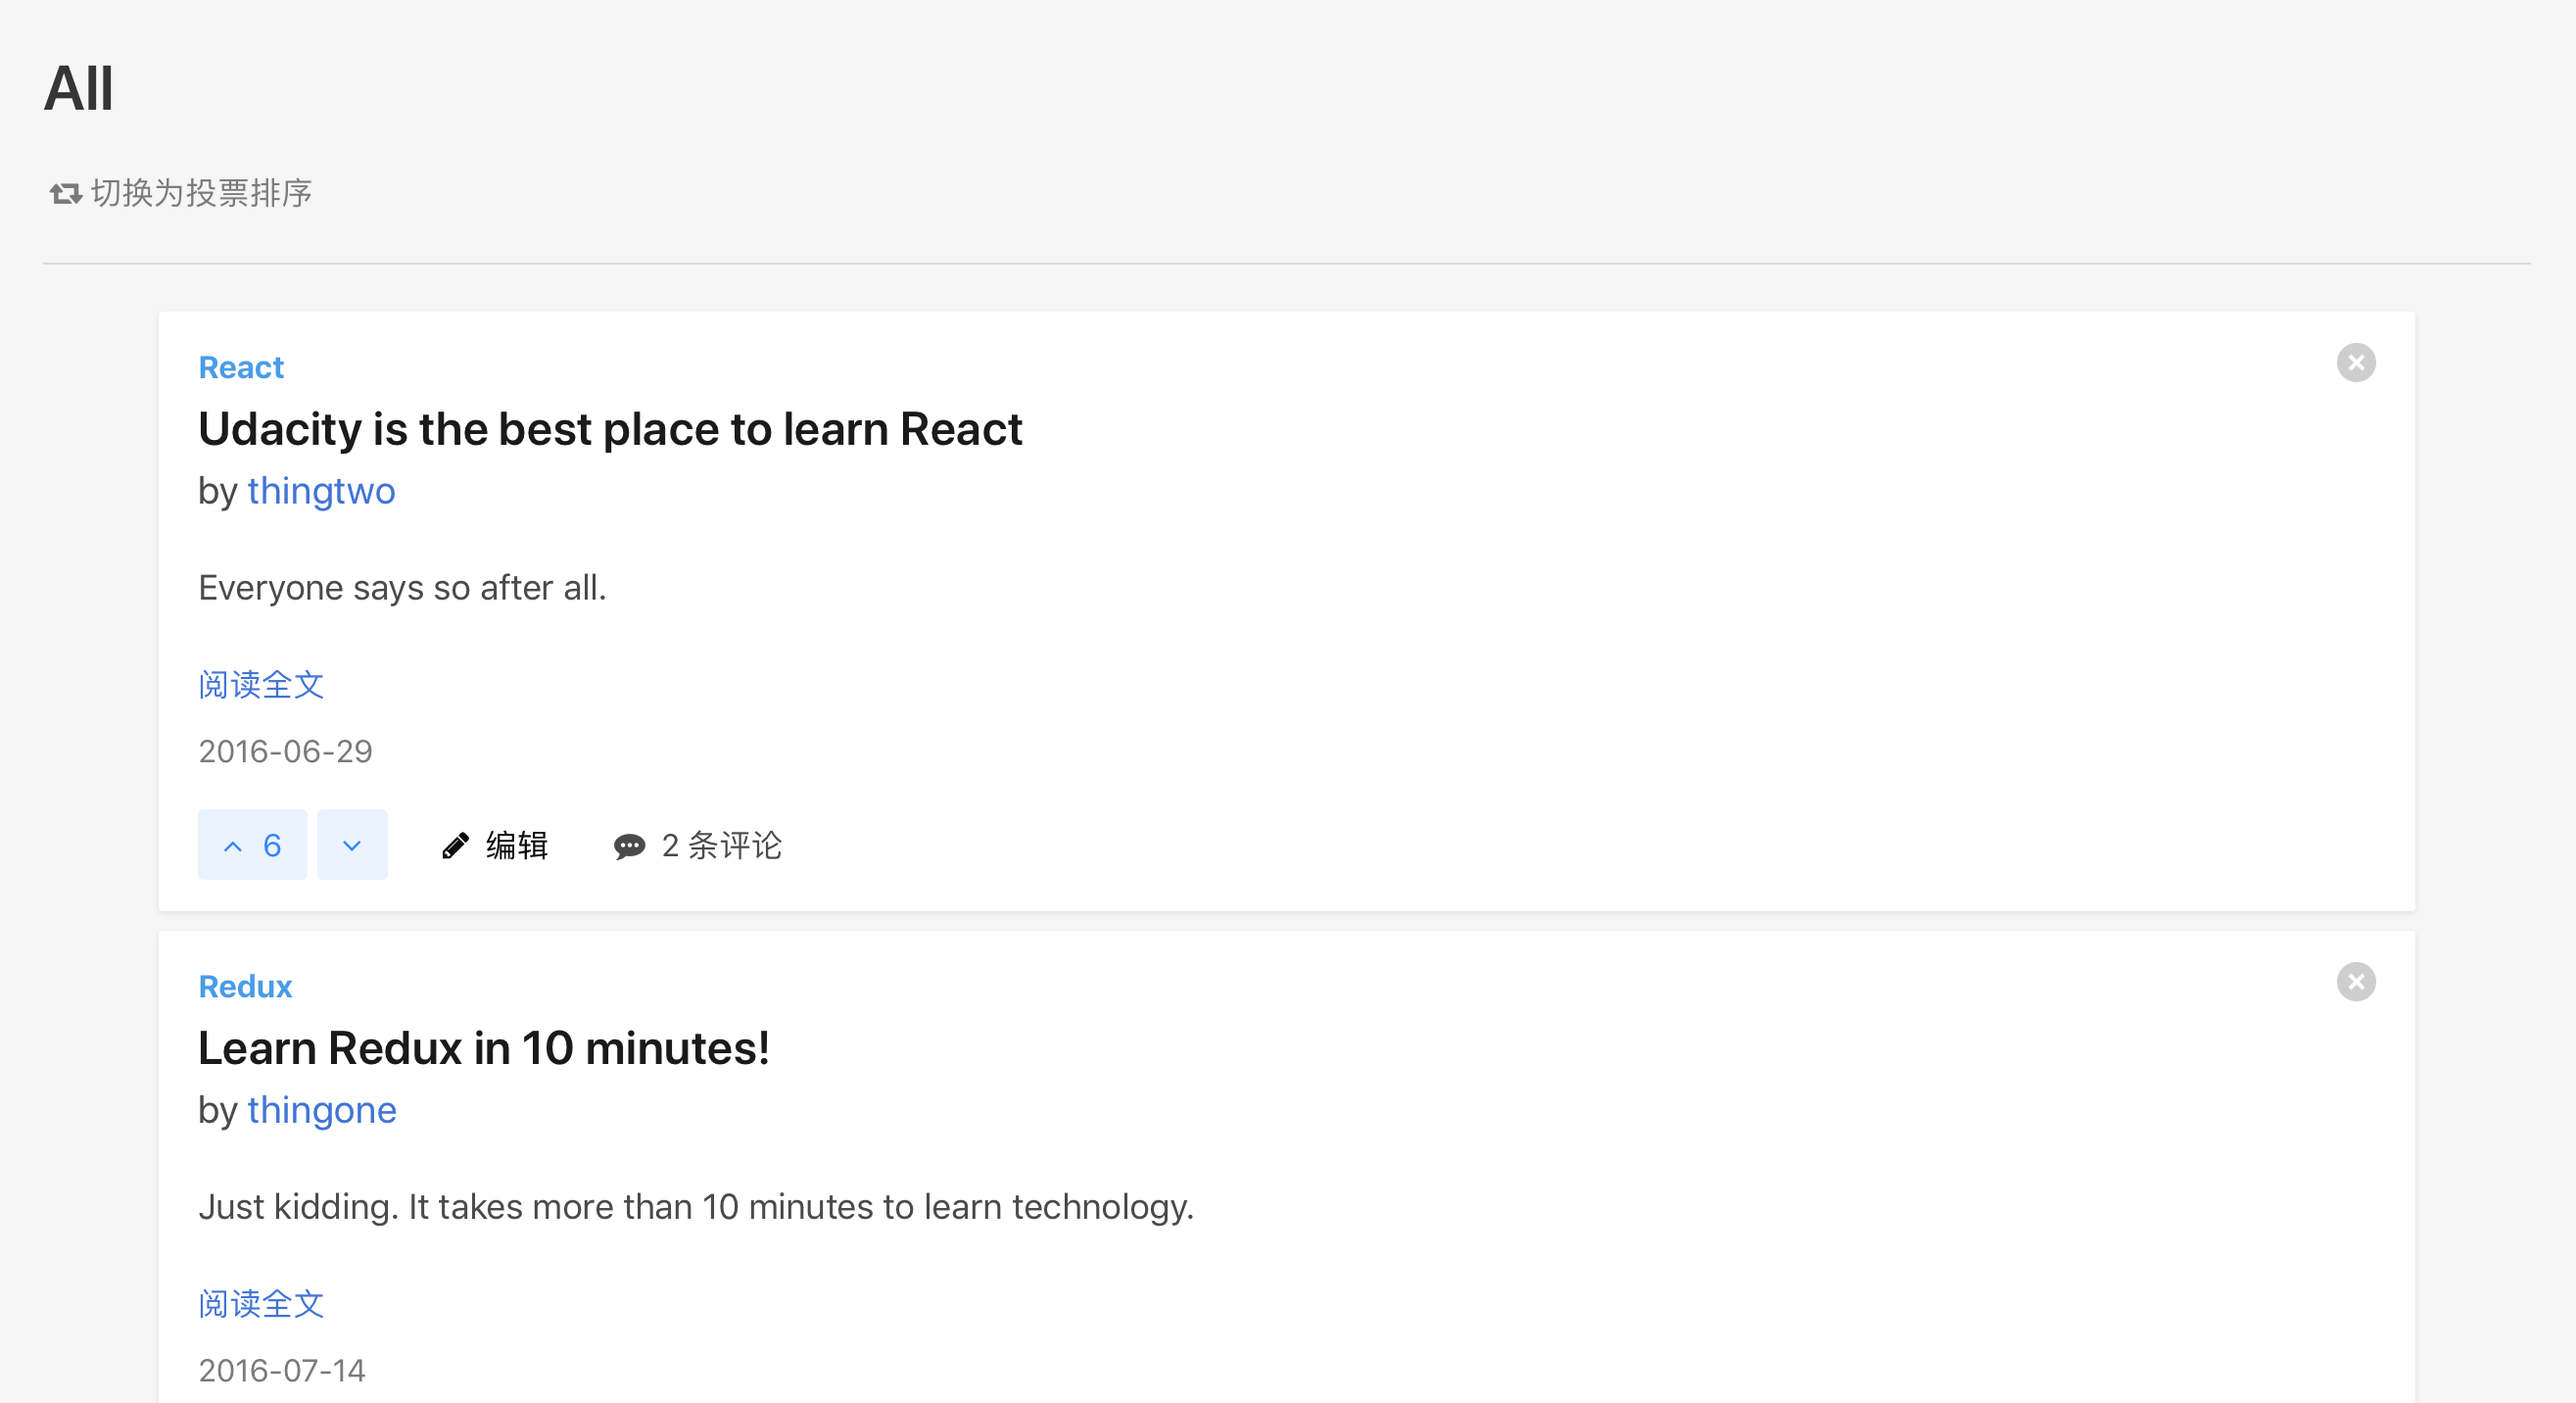 All
切换为投票排序
React
Udacity is the best place to learn React
by thingtwo
Everyone says so after all.
阅读全文
2016-06-29
6 编辑 2 条评论
Redux
Learn Redux in 10 minutes!
by thingone
Just kidding. It takes more than 10 minutes to learn technology.
阅读全文
2016-07-14